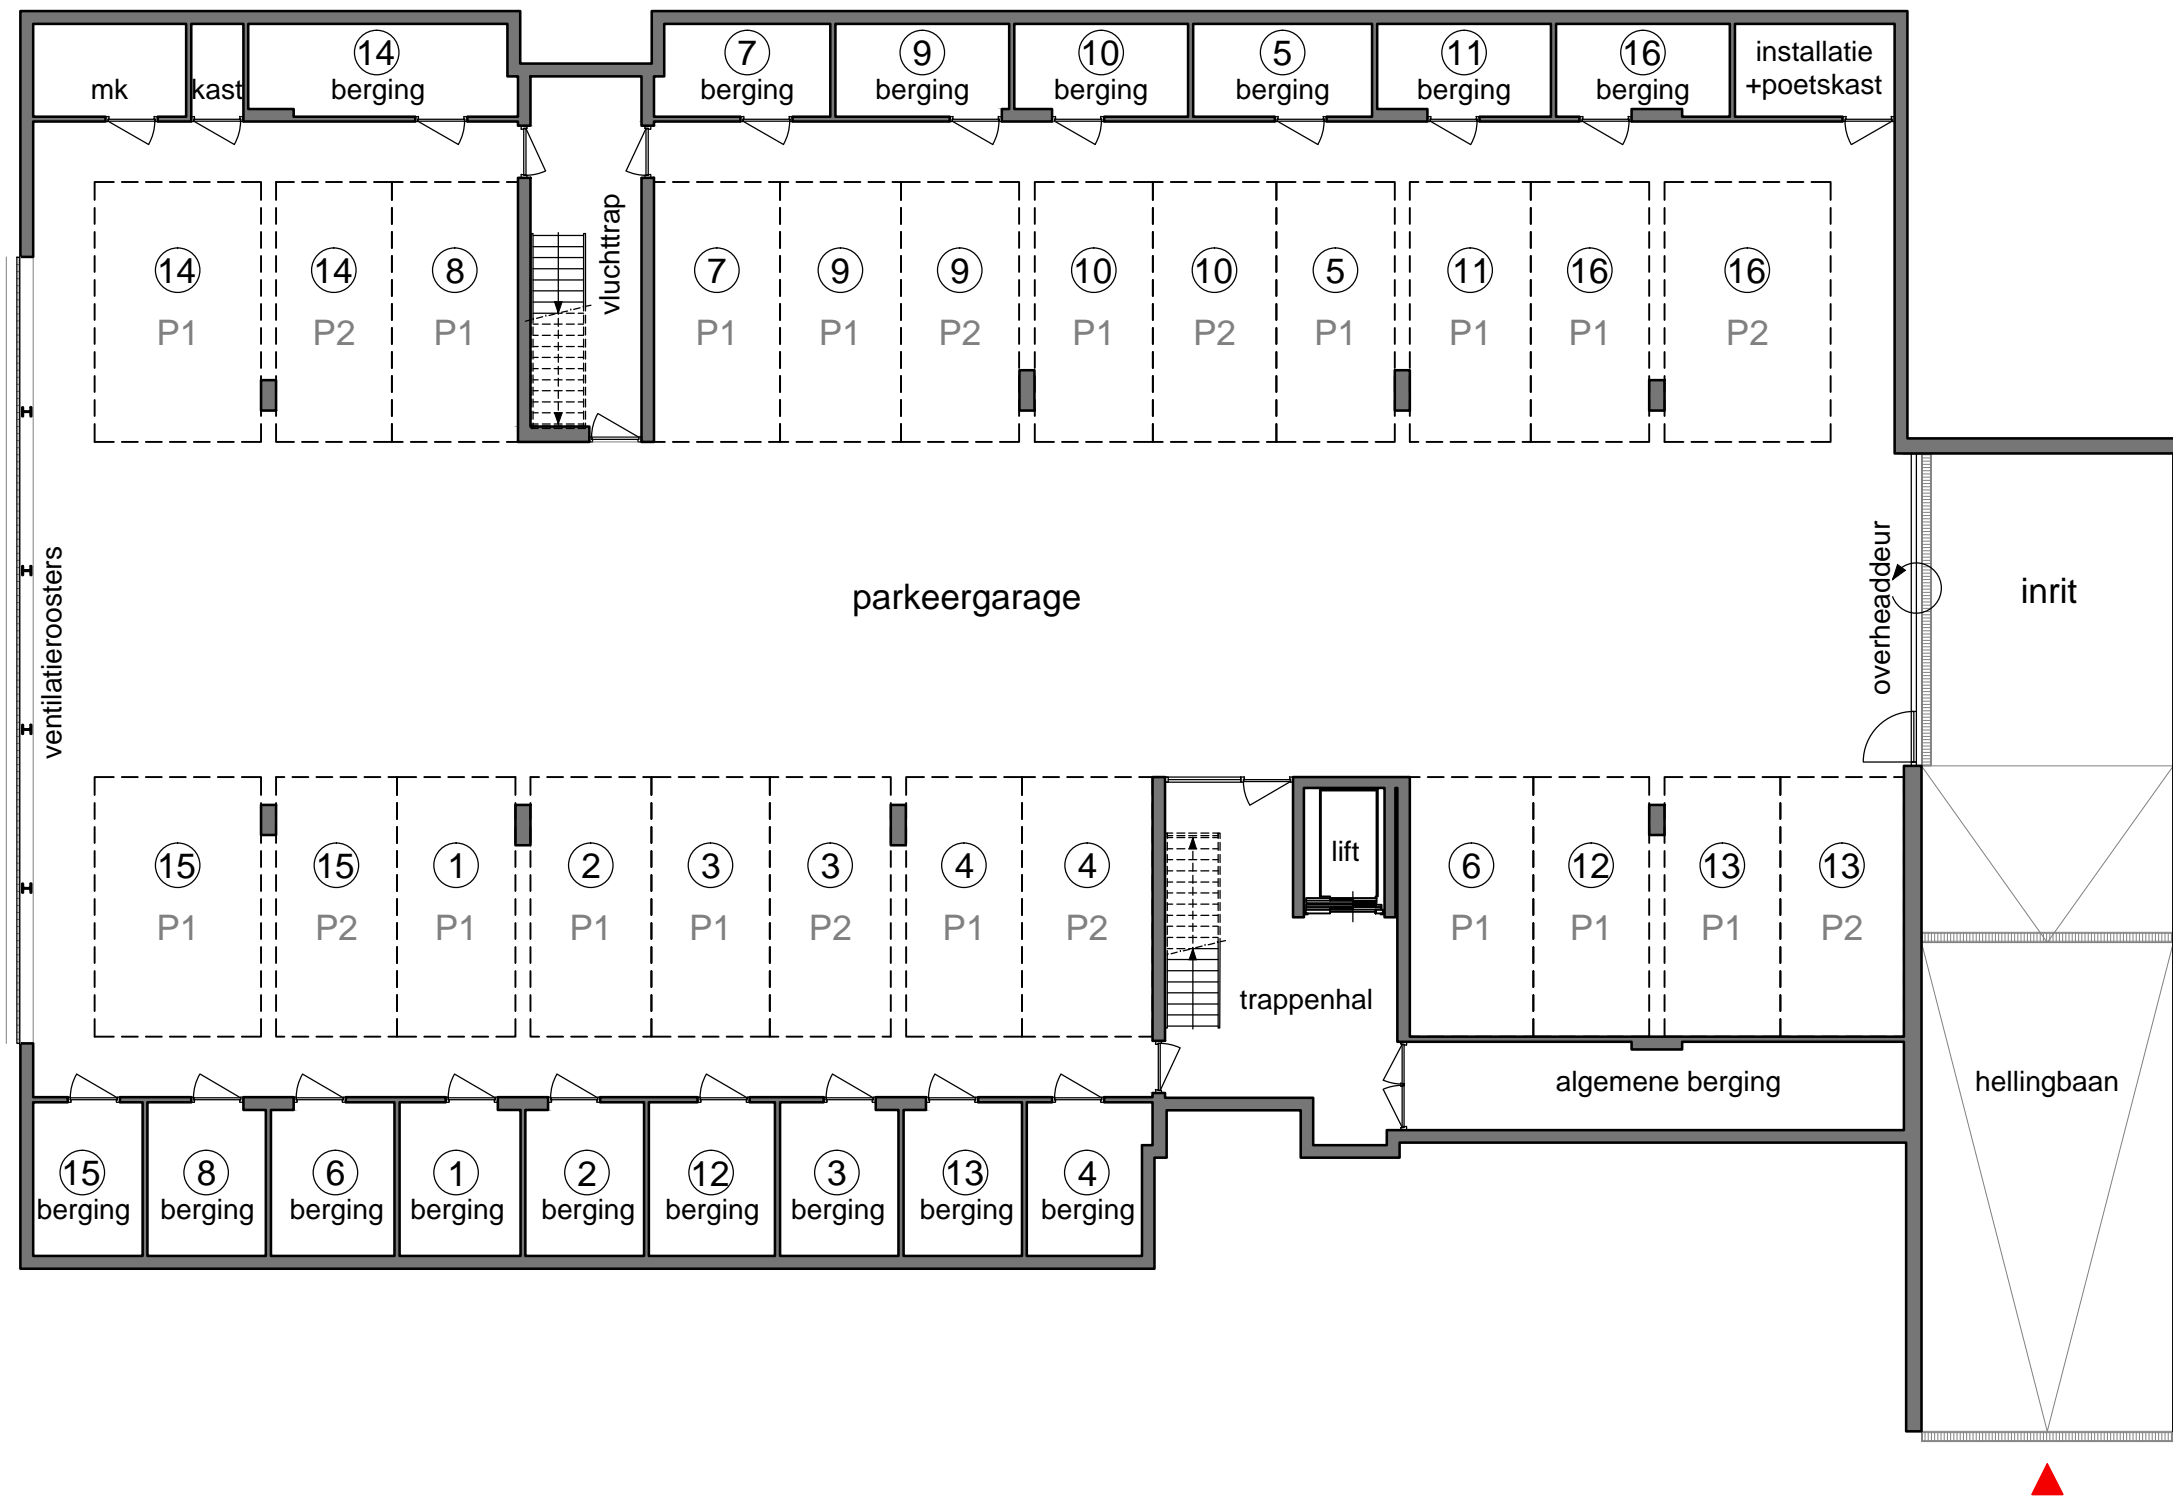 mk
kast
14
berging
7
berging
9
berging
10
berging
5
berging
11
berging
16
berging
installatie
+poetskast
14
P1
14
P2
8
P1
vluchttrap
7
P1
9
P1
9
P2
10
P1
10
P2
5
P1
11
P1
16
P1
16
P2
ventilatieroosters
parkeergarage
overheaddeur
inrit
15
P1
15
P2
1
P1
2
P1
3
P1
3
P2
4
P1
4
P2
lift
trappenhal
6
P1
12
P1
13
P1
13
P2
algemene berging
hellingbaan
15
berging
8
berging
6
berging
1
berging
2
berging
12
berging
3
berging
13
berging
4
berging